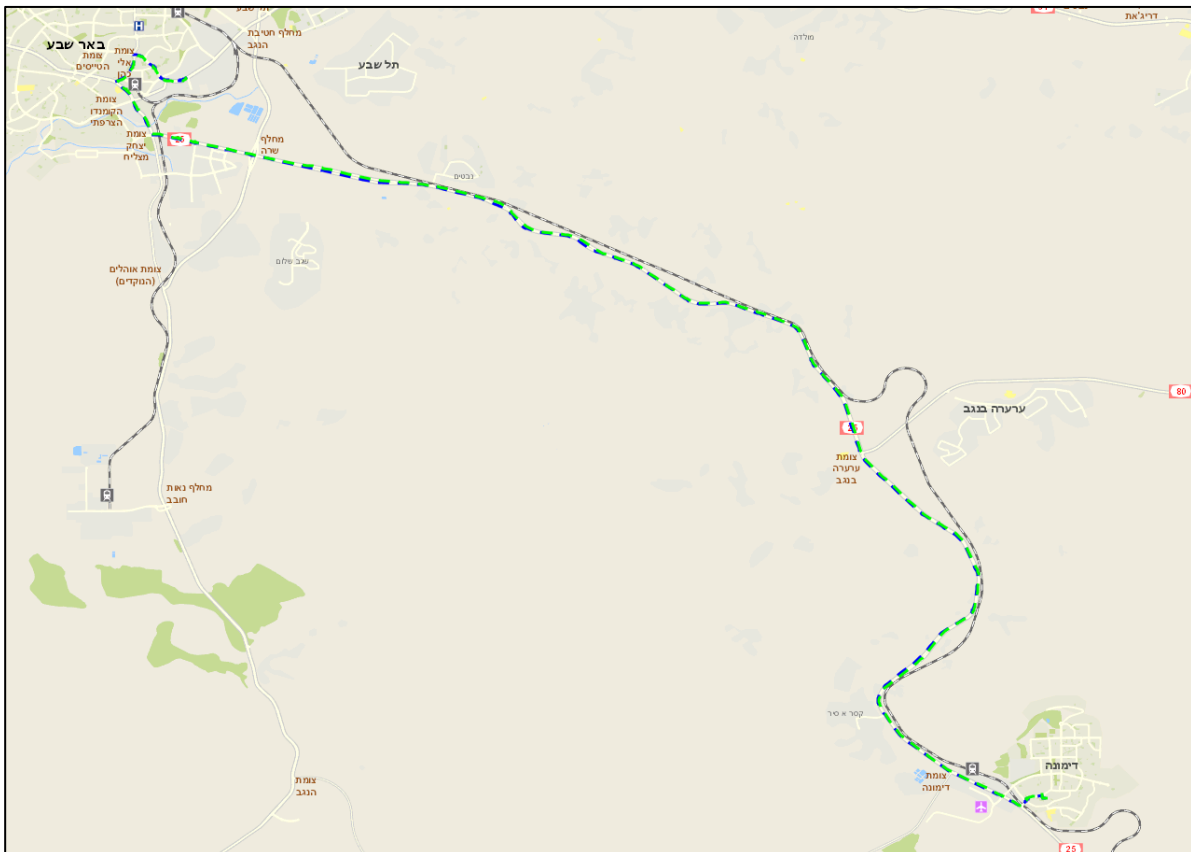 דריג'את
מולדה
H
מחלף חטיבת
הנגב
באר שבע
צומת
הטייסים
צומת
אלי
כהן
תל שבע
צומת
הקומנדו
הצרפתי
צומת
יצחק
מצליח
מחלף
שרה
נבטים
שגב שלום
צומת אוהלים
(הנוקדים)
80
ערערה בנגב
צומת
ערערה
בנגב
מחלף נאות
חובב
קסר א סיר
צומת
הנגב
צומת
דימונה
דימונה
25